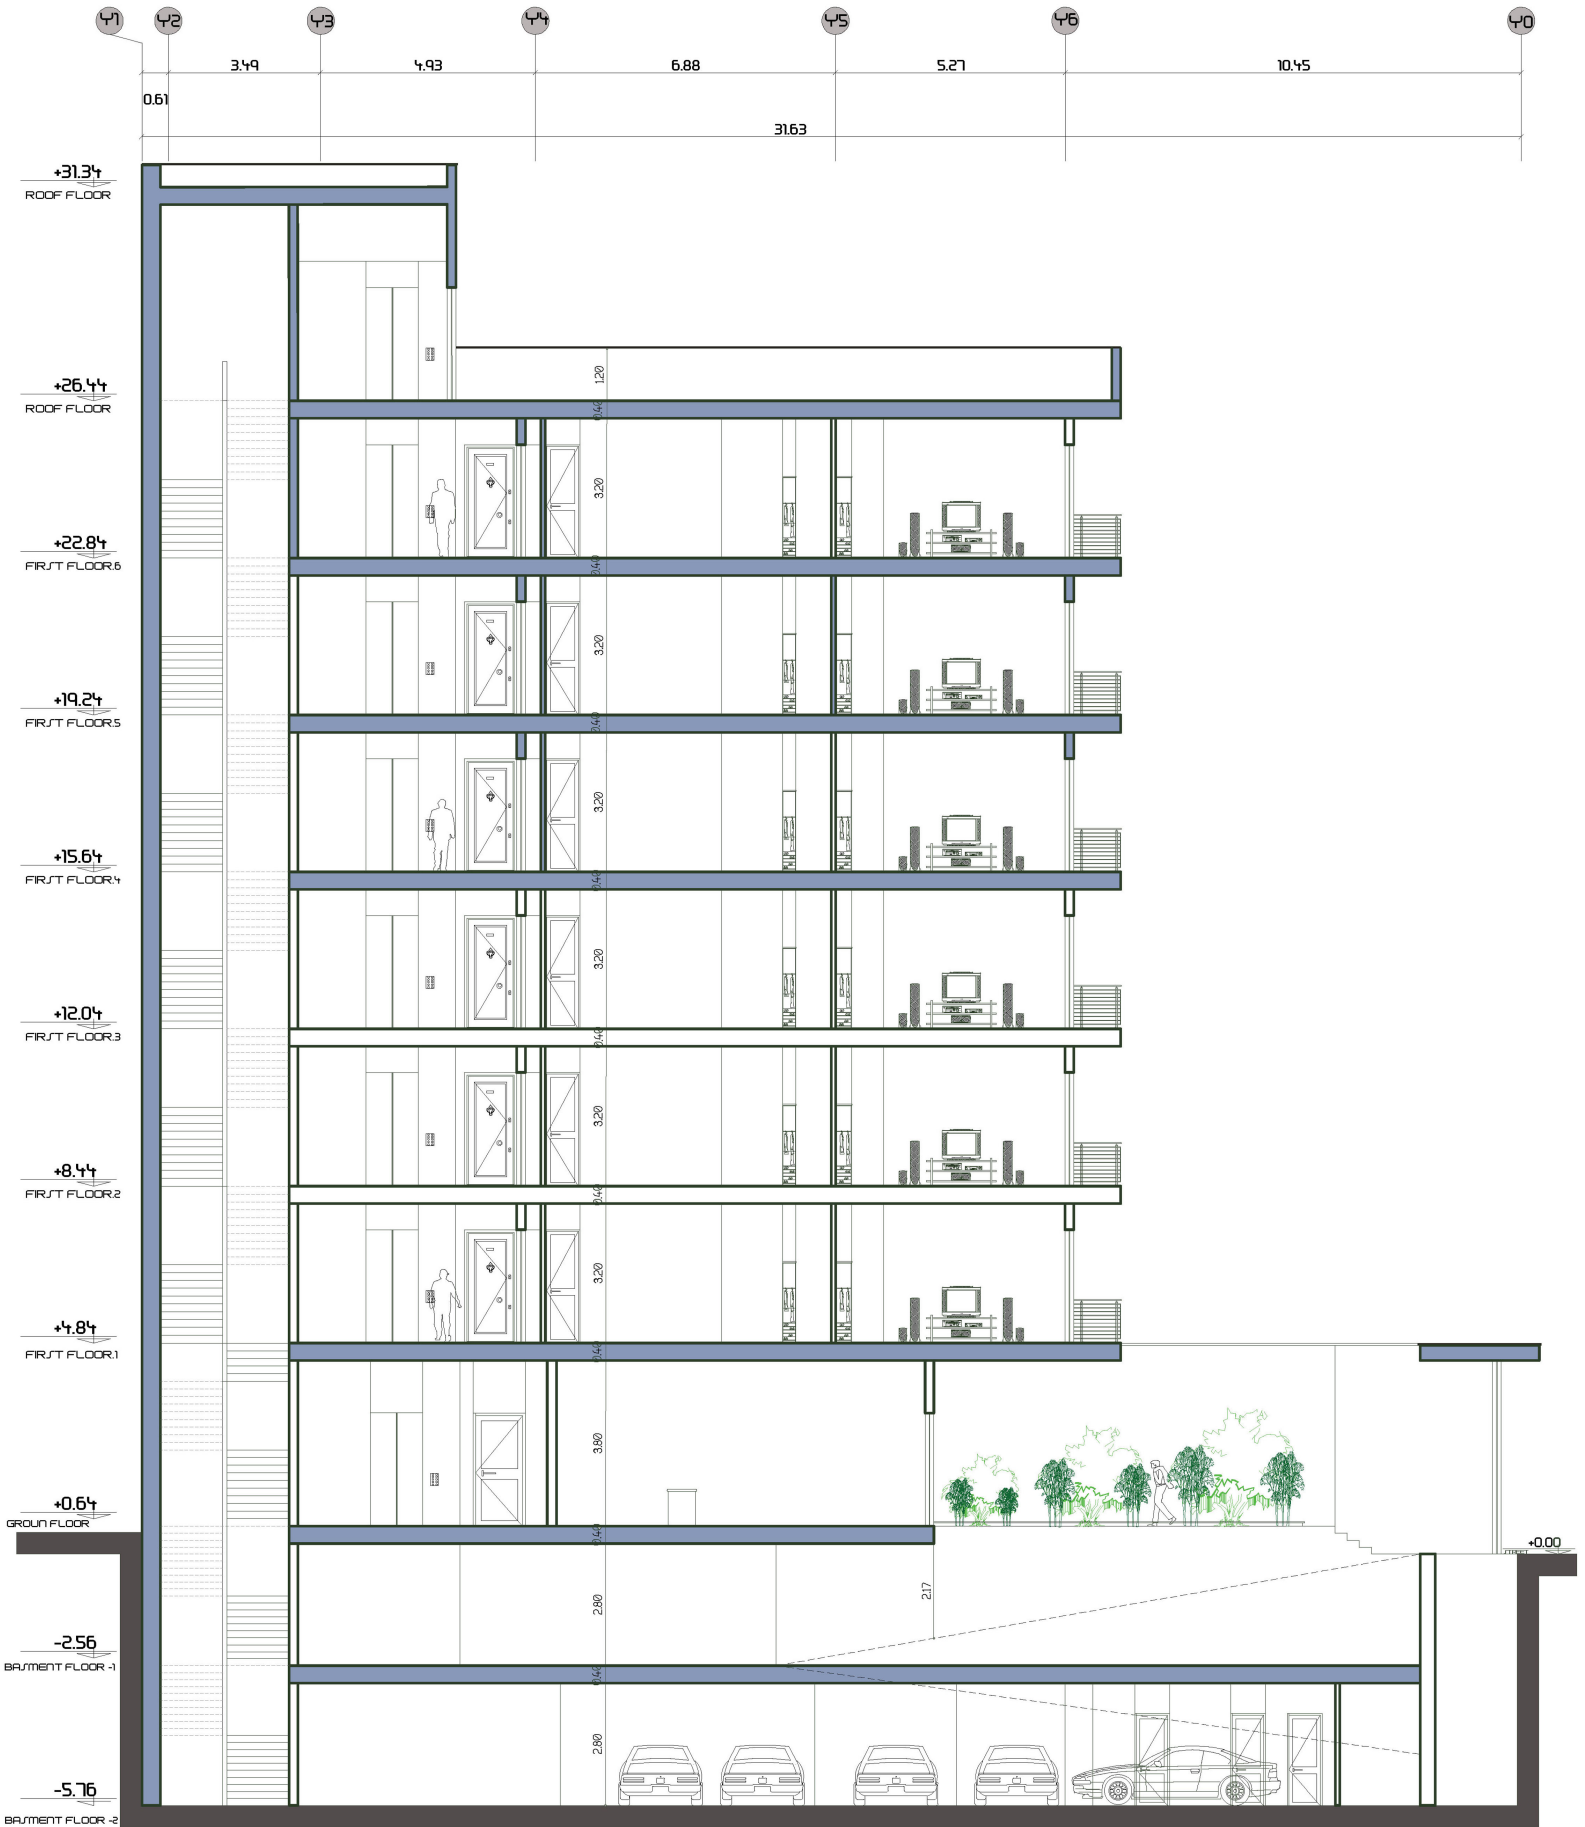 Y1 Y2 Y3 Y4 Y5 Y6 Y0
3.49 4.93 6.88 5.27 10.45
0.61
31.63
+31.34
ROOF FLOOR
1.20
+26.44
ROOF FLOOR
0.40
3.20
+22.84
FIRST FLOOR.6
0.40
3.20
+19.24
FIRST FLOOR.5
0.40
3.20
+15.64
FIRST FLOOR.4
0.40
3.20
+12.04
FIRST FLOOR.3
0.40
3.20
+8.44
FIRST FLOOR.2
0.40
3.20
+4.84
FIRST FLOOR.1
0.40
3.80
+0.64
GROUN FLOOR
0.40
+0.00
2.80
2.17
-2.56
BASMENT FLOOR -1
0.40
2.80
-5.76
BASMENT FLOOR -2